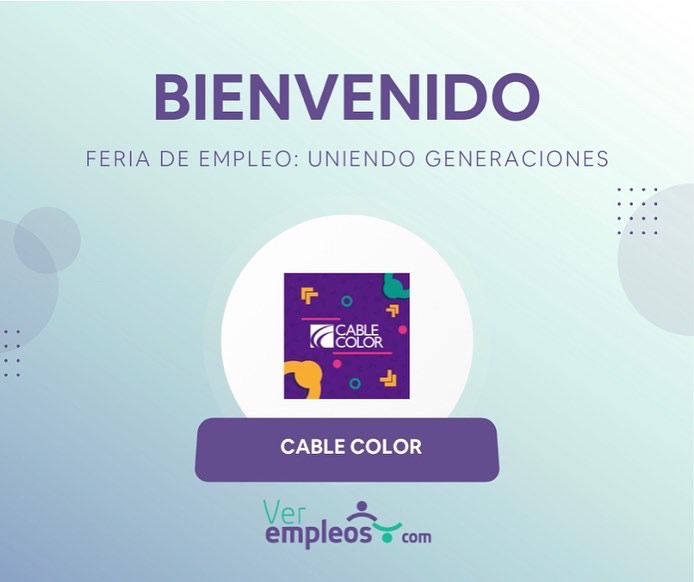 BIENVENIDO
FERIA DE EMPLEO: UNIENDO GENERACIONES
CABLE
COLOR
CABLE COLOR
Ver
empleos.com